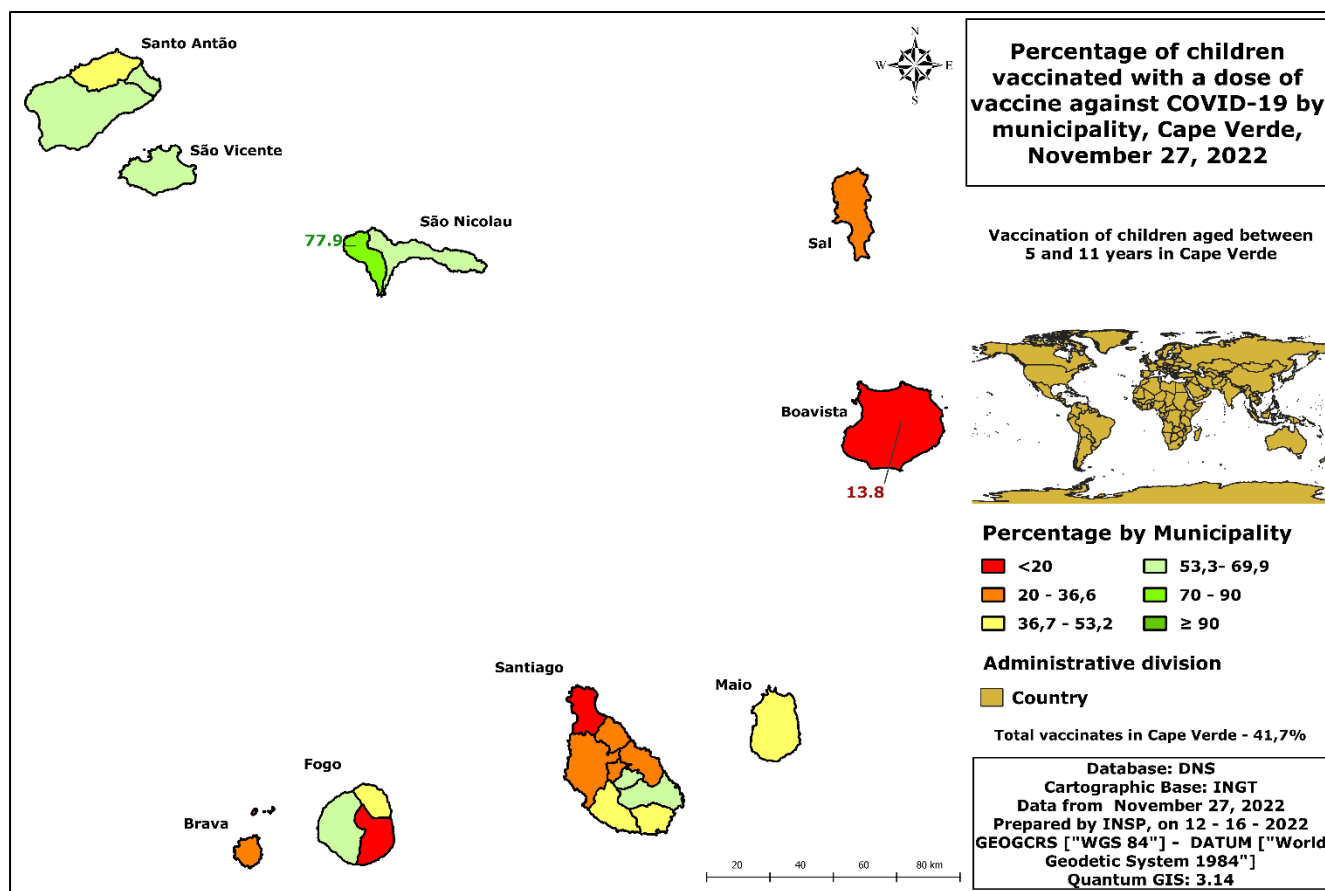 Santo Antão
São Vicente
77.9
São Nicolau
N
W
E
S
Sal
Boavista
13.8
Santiago
Maio
Fogo
Brava
20
40
60
80 km
Percentage of children
vaccinated with a dose of
vaccine against COVID-19 by
municipality, Cape Verde,
November 27, 2022
Vaccination of children aged between
5 and 11 years in Cape Verde
Percentage by Municipality
<20
20 - 36,6
36,7 - 53,2
53,3- 69,9
70 - 90
≥ 90
Administrative division
Country
Total vaccinates in Cape Verde - 41,7%
Database: DNS
Cartographic Base: INGT
Data from November 27, 2022
Prepared by INSP, on 12 - 16 - 2022
GEOGCRS ["WGS 84"] - DATUM ["World
Geodetic System 1984"]
Quantum GIS: 3.14